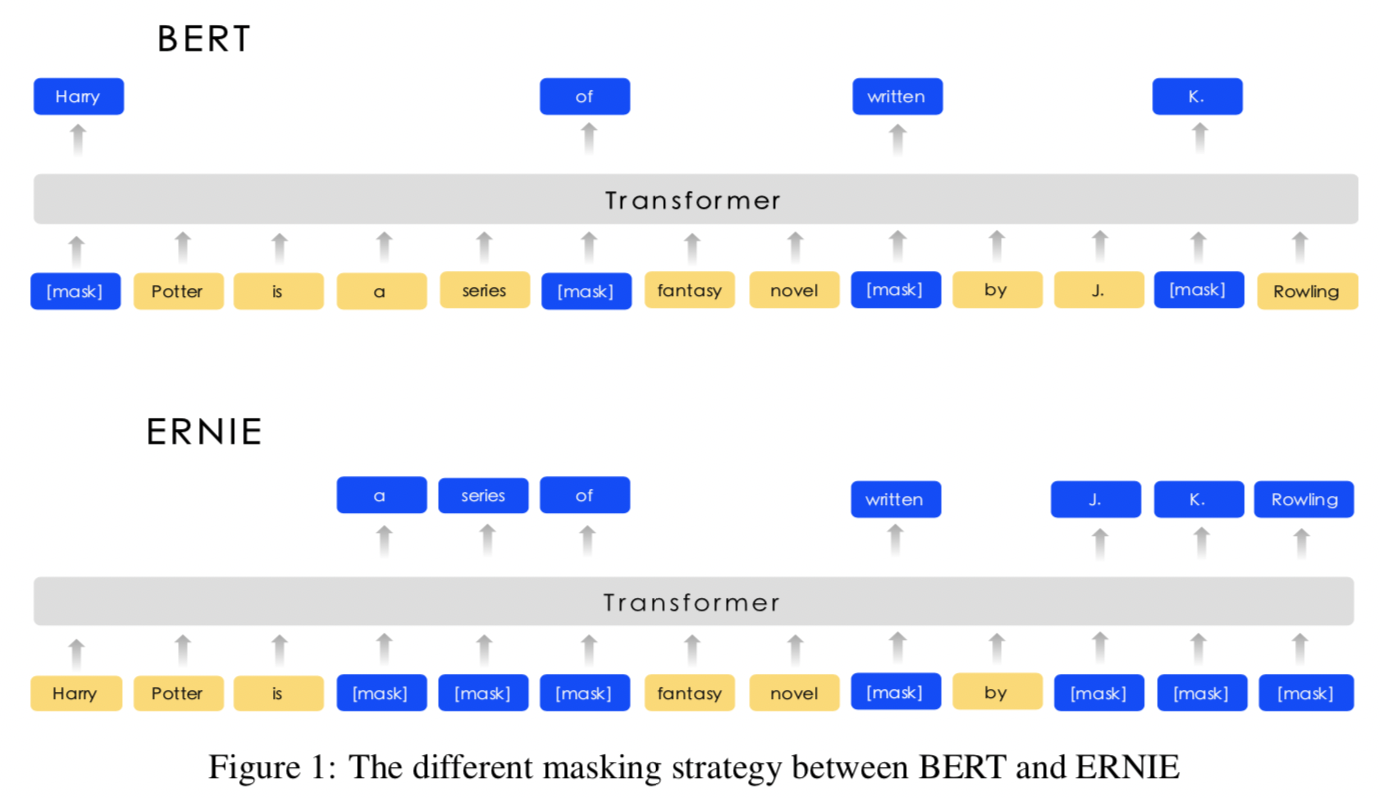 BERT
Harry of written K.
Transformer
[mask] Potter is a series [mask] fantasy novel [mask] by J. [mask] Rowling
ERNIE
a series of written J. K. Rowling
Transformer
Harry Potter is [mask] [mask] [mask] fantasy novel [mask] by [mask] [mask] [mask]
Figure 1: The different masking strategy between BERT and ERNIE